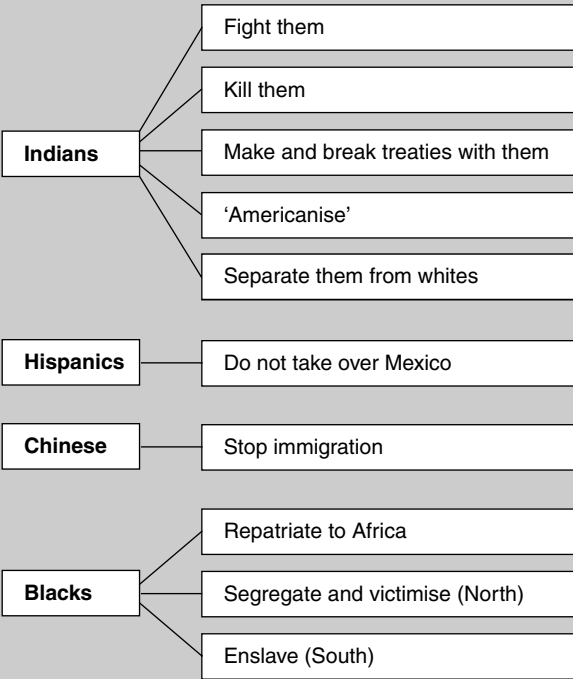 Indians
Fight them
Kill them
Make and break treaties with them
‘Americanise’
Separate them from whites
Hispanics
Do not take over Mexico
Chinese
Stop immigration
Blacks
Repatriate to Africa
Segregate and victimise (North)
Enslave (South)